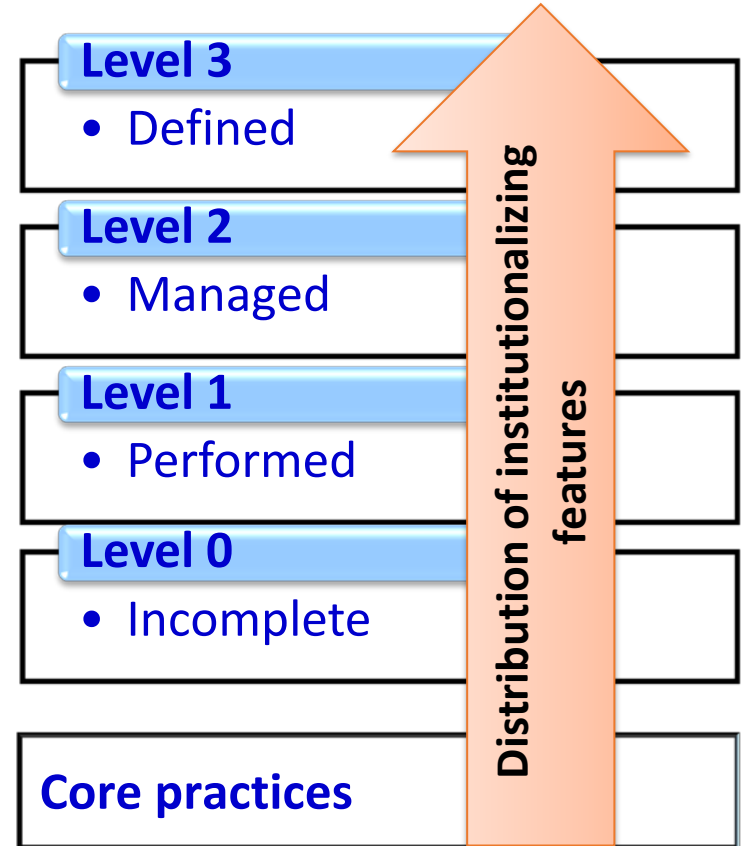 Level 3
• Defined
Level 2
• Managed
Level 1
• Performed
Level 0
• Incomplete
Core practices
Distribution of institutionalizing
features